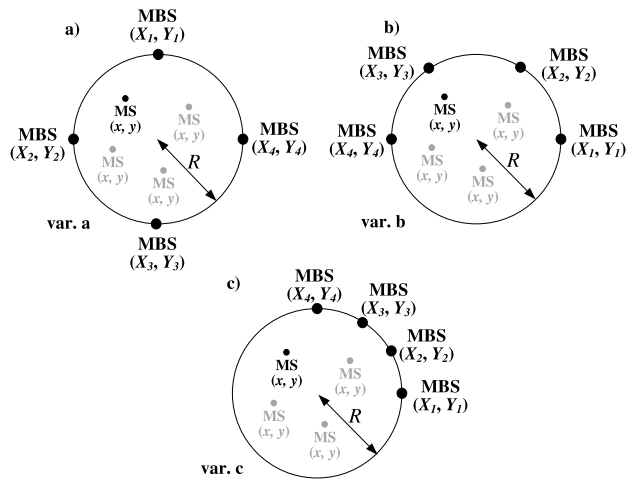 a)
MBS
(X₁, Y₁)
MS
(x, y)
MS
(x, y)
MBS
(X₂, Y₂)
MBS
(X₄, Y₄)
MS
(x, y)
MS
(x, y)
R
var. a
MBS
(X₃, Y₃)
b)
MBS
(X₃, Y₃)
MBS
(X₂, Y₂)
MS
(x, y)
MS
(x, y)
MBS
(X₄, Y₄)
MBS
(X₁, Y₁)
MS
(x, y)
MS
(x, y)
R
var. b
c)
MBS
(X₄, Y₄)
MBS
(X₃, Y₃)
MBS
(X₂, Y₂)
MS
(x, y)
MS
(x, y)
MBS
(X₁, Y₁)
MS
(x, y)
MS
(x, y)
R
var. c